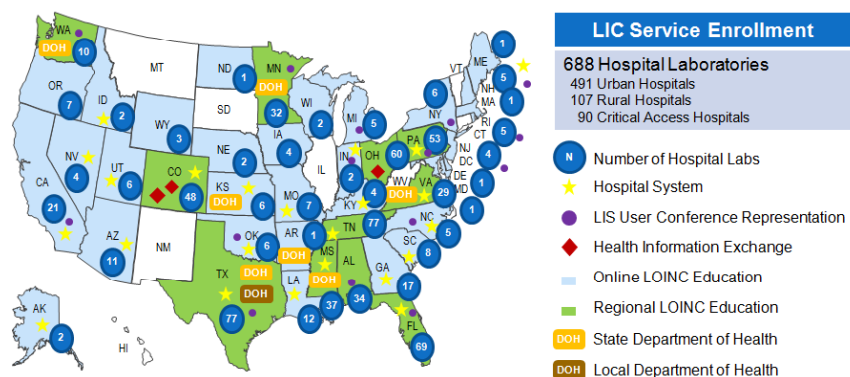 LIC Service Enrollment
688 Hospital Laboratories
491 Urban Hospitals
107 Rural Hospitals
90 Critical Access Hospitals
N Number of Hospital Labs
Hospital System
LIS User Conference Representation
Health Information Exchange
Online LOINC Education
Regional LOINC Education
DOH State Department of Health
DOH Local Department of Health
WA
DOH
10
MT
ND
1
MN
DOH
32
OR
7
ID
2
SD
WI
2
MI
5
WY
3
IA
4
NE
2
NV
4
UT
6
CO
48
KS
DOH
6
MO
7
IL
IN
2
OH
60
PA
53
NY
6
VT
ME
1
NH
5
MA
1
RI
CT
5
NJ
4
DC
DE
1
MD
1
WV
DOH
VA
29
KY
4
CA
21
AZ
11
NM
OK
6
AR
1
DOH
TN
77
NC
5
SC
8
MS
DOH
37
AL
34
GA
17
TX
DOH
DOH
77
LA
12
FL
69
AK
2
HI